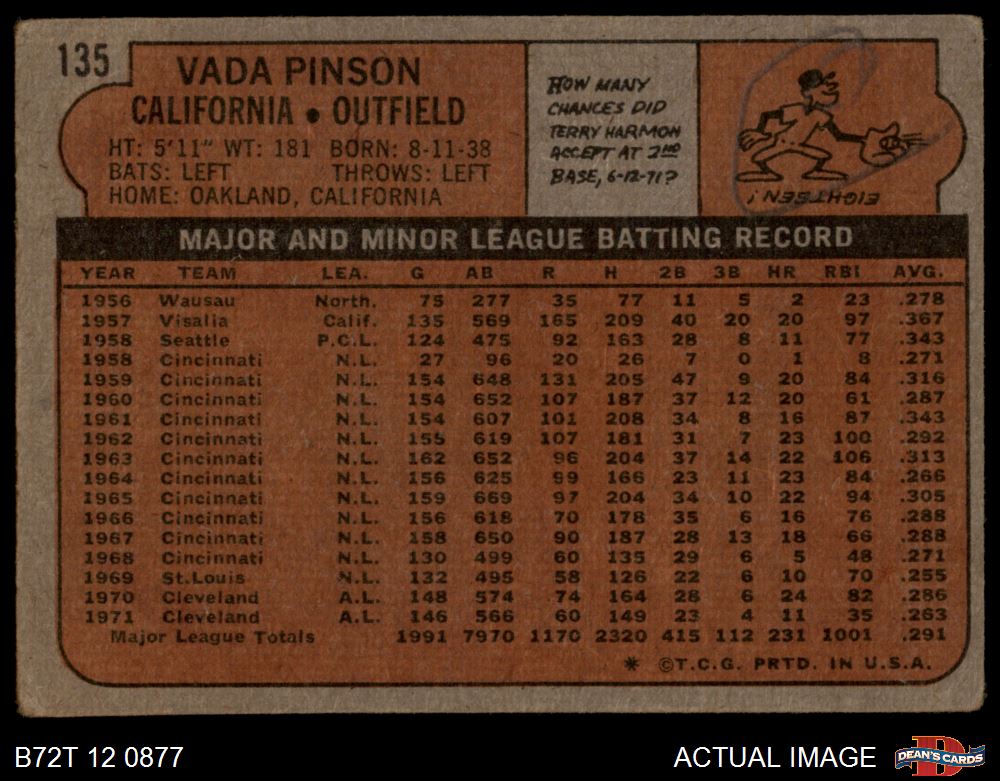 135
VADA PINSON
CALIFORNIA • OUTFIELD
HT: 5'11" WT: 181 BORN: 8-11-38
BATS: LEFT THROWS: LEFT
HOME: OAKLAND, CALIFORNIA
HOW MANY
CHANCES DID
TERRY HARMON
ACCEPT AT 2ND
BASE, 6-12-71?
EIGHTEEN!
MAJOR AND MINOR LEAGUE BATTING RECORD
YEAR TEAM LEA. G AB R H 2B 3B HR RBI AVG.
1956 Wausau North. 75 277 35 77 11 5 2 23 .278
1957 Visalia Calif. 135 569 165 209 40 20 20 97 .367
1958 Seattle P.C.L. 124 475 92 163 28 8 11 77 .343
1958 Cincinnati N.L. 27 96 20 26 7 0 1 8 .271
1959 Cincinnati N.L. 154 648 131 205 47 9 20 84 .316
1960 Cincinnati N.L. 154 652 107 187 37 12 20 61 .287
1961 Cincinnati N.L. 154 607 101 208 34 8 16 87 .343
1962 Cincinnati N.L. 155 619 107 181 31 7 23 100 .292
1963 Cincinnati N.L. 162 652 96 204 37 14 22 106 .313
1964 Cincinnati N.L. 156 625 99 166 23 11 23 84 .266
1965 Cincinnati N.L. 159 669 97 204 34 10 22 94 .305
1966 Cincinnati N.L. 156 618 70 178 35 6 16 76 .288
1967 Cincinnati N.L. 158 650 90 187 28 13 18 66 .288
1968 Cincinnati N.L. 130 499 60 135 29 6 5 48 .271
1969 St.Louis N.L. 132 495 58 126 22 6 10 70 .255
1970 Cleveland A.L. 148 574 74 164 28 6 24 82 .286
1971 Cleveland A.L. 146 566 60 149 23 4 11 35 .263
Major League Totals 1991 7970 1170 2320 415 112 231 1001 .291
* ©T.C.G. PRTD. IN U.S.A.
B72T 12 0877
ACTUAL IMAGE
DEAN'S CARDS